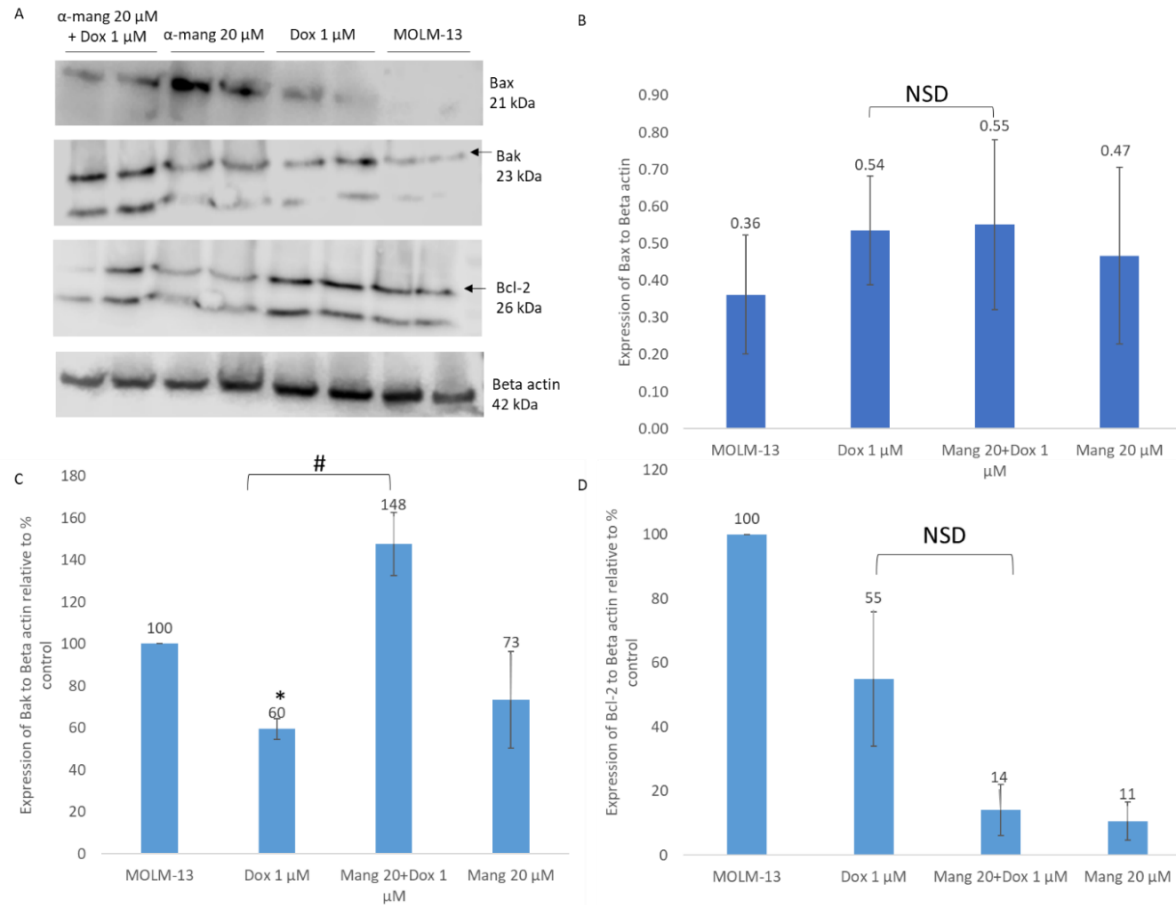 A
α-mang 20 µM
+ Dox 1 µM
α-mang 20 µM
Dox 1 µM
MOLM-13
Bax
21 kDa
Bak
23 kDa
Bcl-2
26 kDa
Beta actin
42 kDa
B
Expression of Bax to Beta actin
0.90
0.80
0.70
0.60
0.50
0.40
0.30
0.20
0.10
0.00
NSD
0.36
0.54
0.55
0.47
MOLM-13
Dox 1 µM
Mang 20+Dox 1
µM
Mang 20 µM
C
Expression of Bak to Beta actin relative to %
control
180
160
140
120
100
80
60
40
20
0
#
100
*
60
148
73
MOLM-13
Dox 1 µM
Mang 20+Dox 1
µM
Mang 20 µM
D
Expression of Bcl-2 to Beta actin relative to %
control
120
100
80
60
40
20
0
NSD
100
55
14
11
MOLM-13
Dox 1 µM
Mang 20+Dox 1 µM
Mang 20 µM